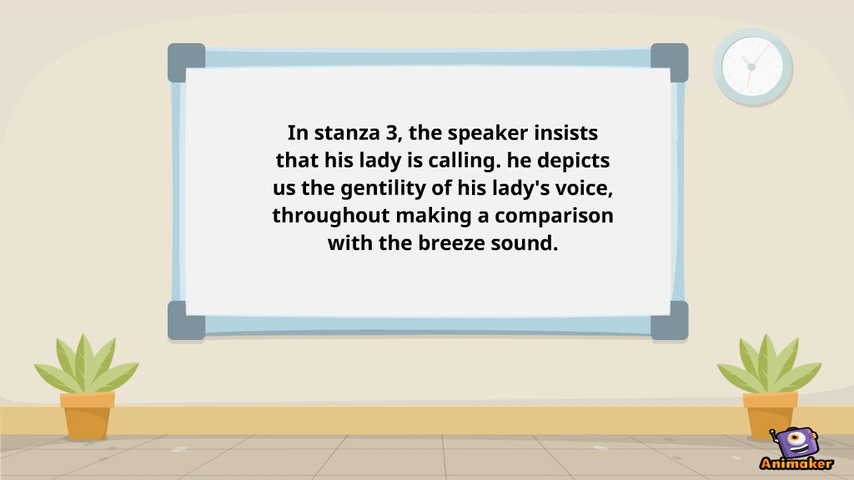 In stanza 3, the speaker insists
that his lady is calling. he depicts
us the gentility of his lady's voice,
throughout making a comparison
with the breeze sound.
Animaker